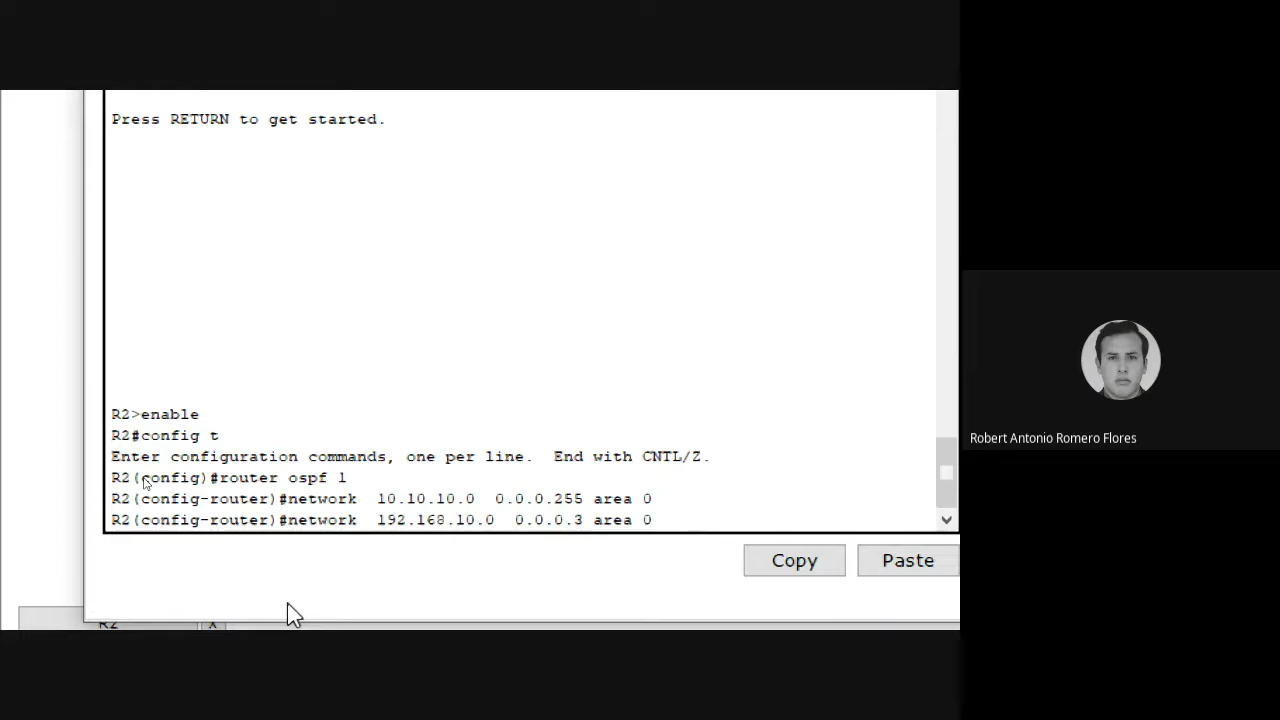 Press RETURN to get started.
R2>enable
R2#config t
Enter configuration commands, one per line.  End with CNTL/Z.
R2(config)#router ospf 1
R2(config-router)#network  10.10.10.0  0.0.0.255 area 0
R2(config-router)#network  192.168.10.0  0.0.0.3 area 0
Copy
Paste
R2
X
Robert Antonio Romero Flores